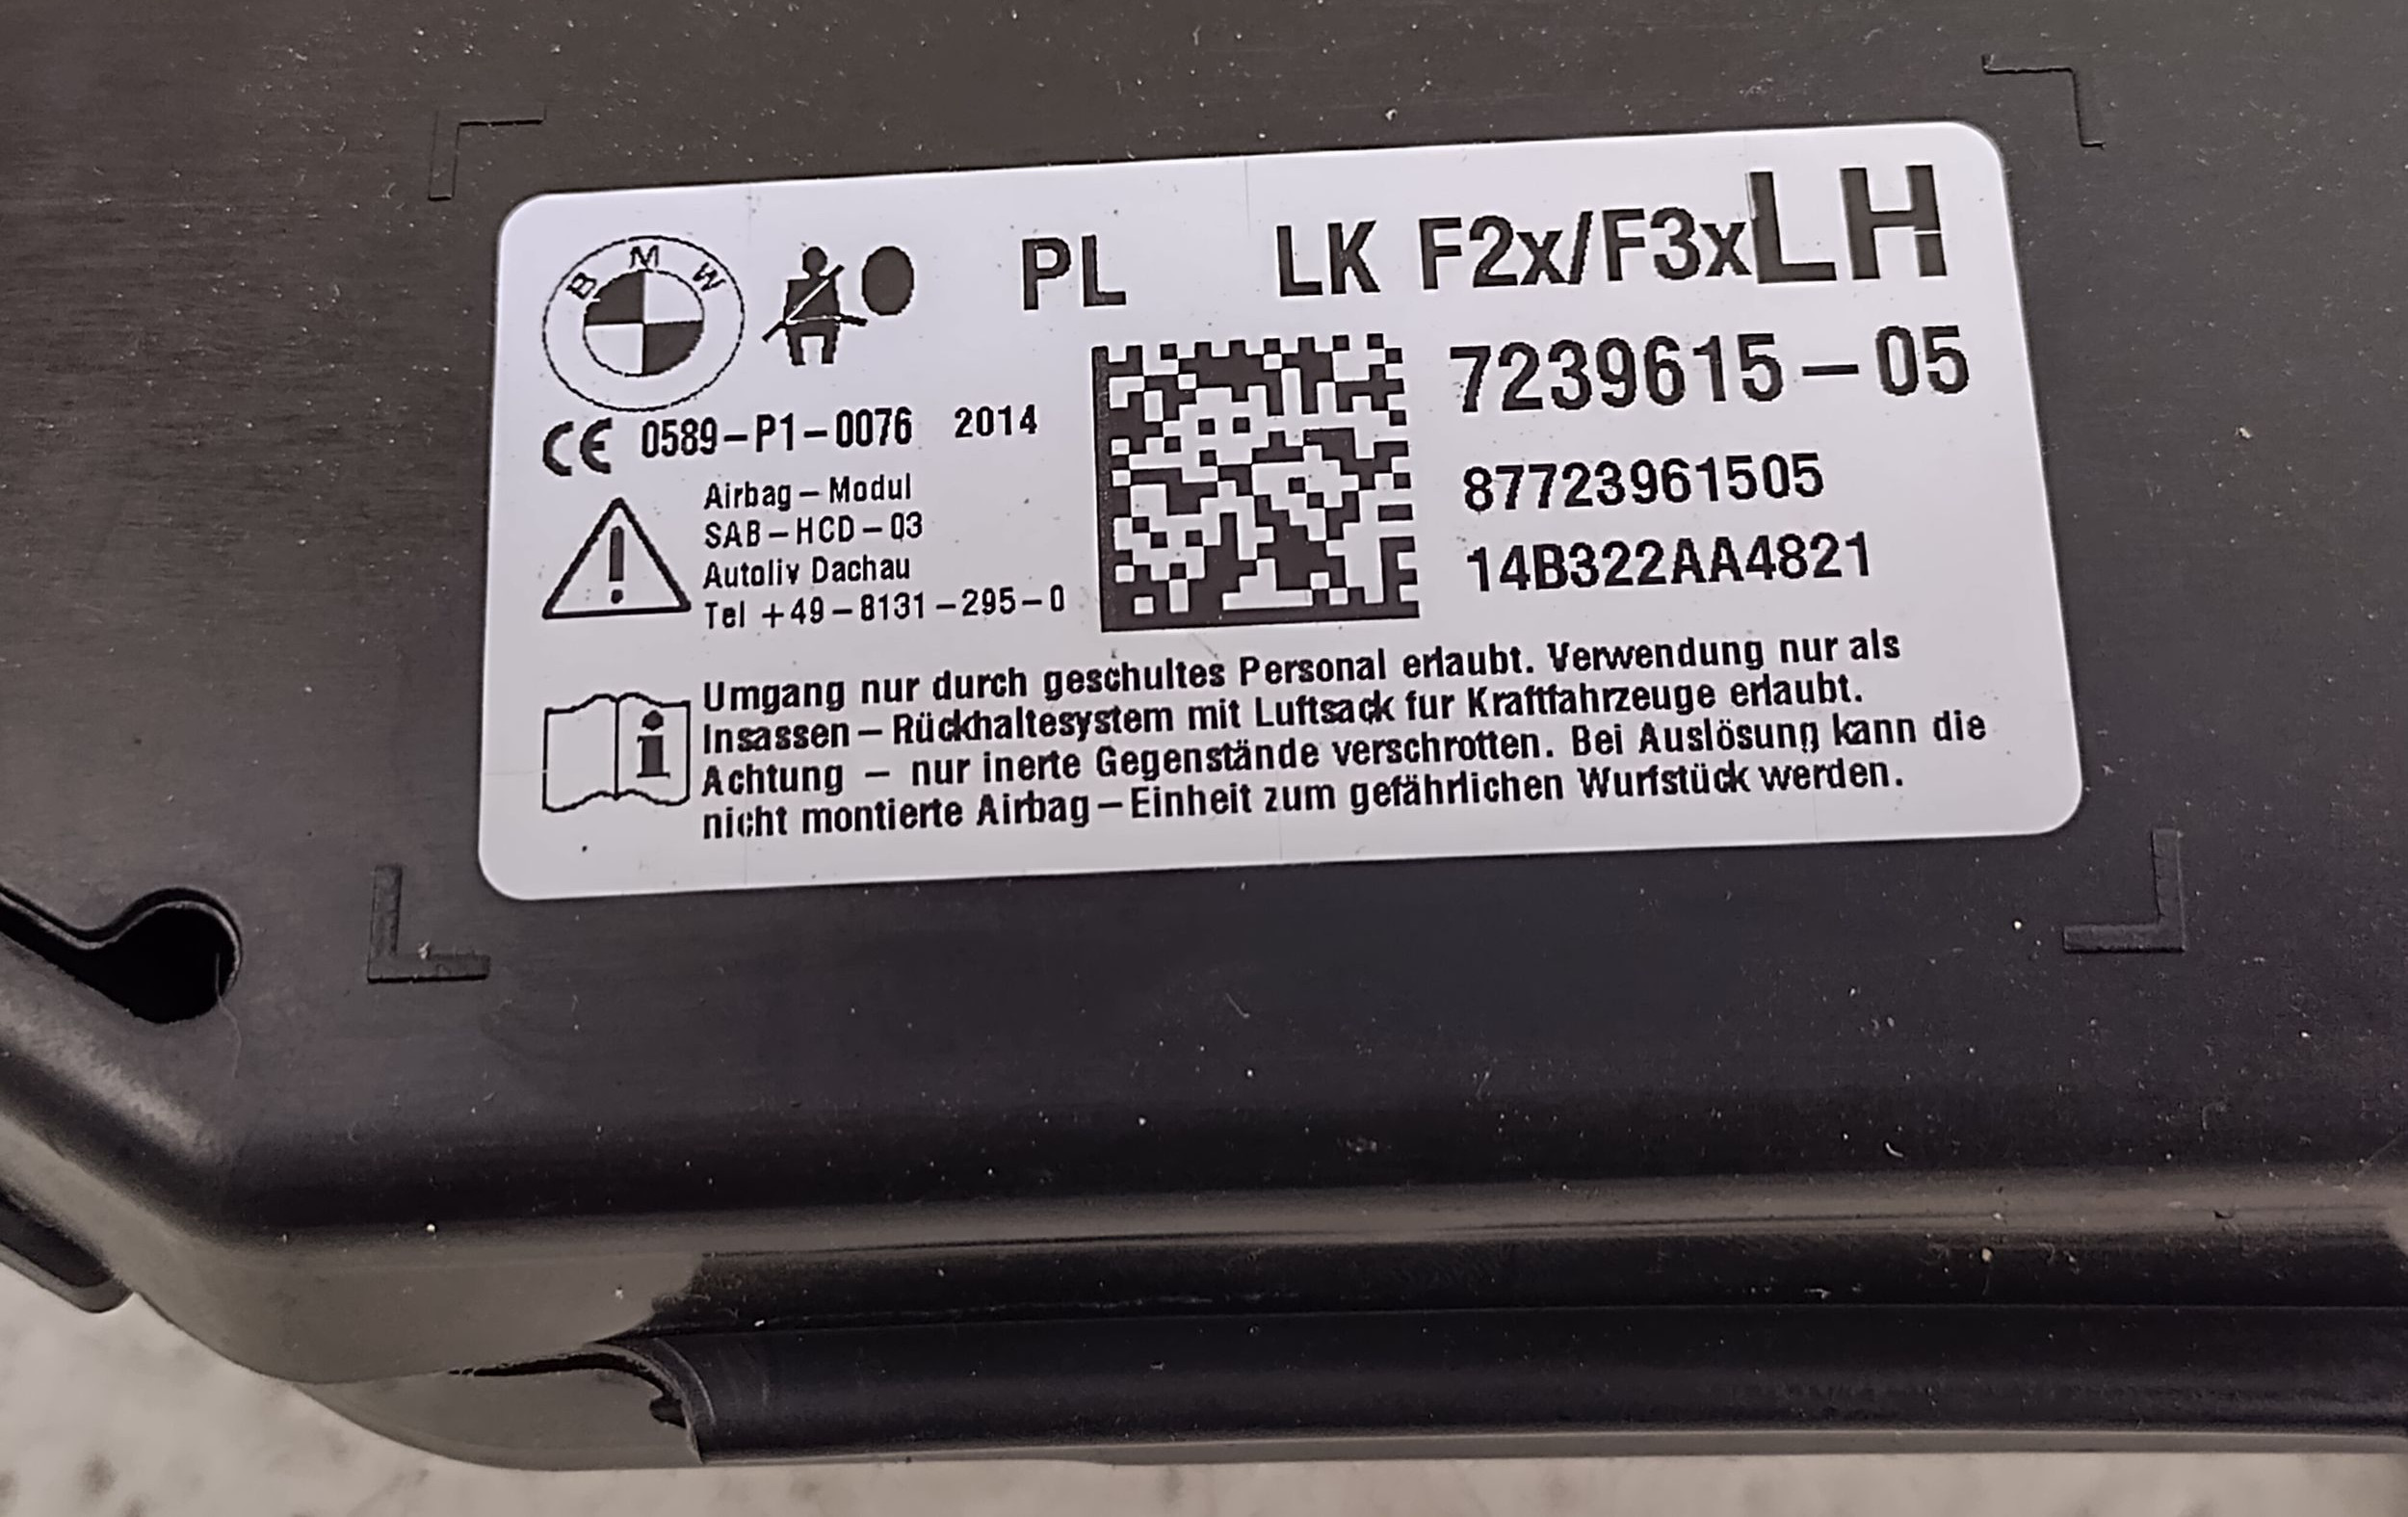 BMW PL LK F2x/F3x LH
7239615-05
CE 0589-P1-0076 2014
87723961505
Airbag-Modul
SAB-HCD-03
14B322AA4821
Autoliv Dachau
Tel +49-8131-295-0
Umgang nur durch geschultes Personal erlaubt. Verwendung nur als
Insassen-Rückhaltesystem mit Luftsack fur Kraftfahrzeuge erlaubt.
Achtung - nur inerte Gegenstände verschrotten. Bei Auslösung kann die
nicht montierte Airbag-Einheit zum gefährlichen Wurfstück werden.